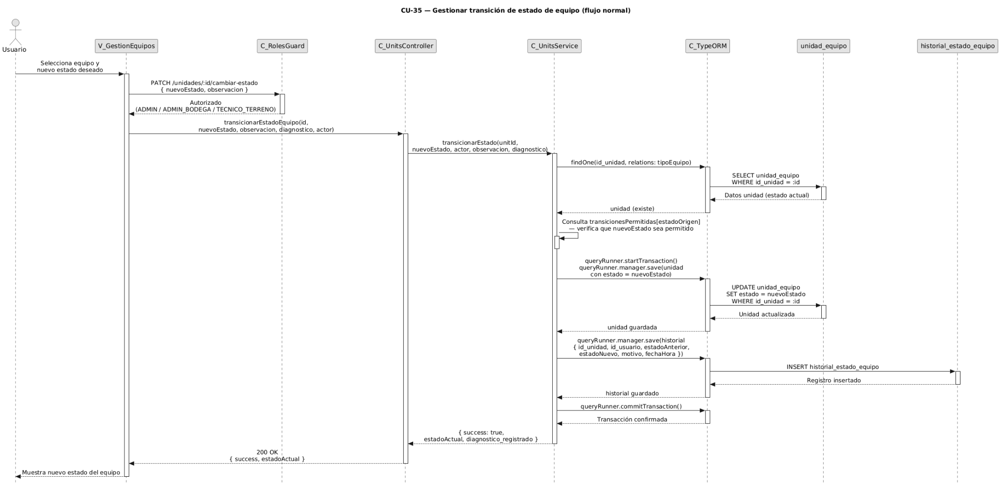 CU-35 — Gestionar transición de estado de equipo (flujo normal)
Usuario
V_GestionEquipos
C_RolesGuard
C_UnitsController
C_UnitsService
C_TypeORM
unidad_equipo
historial_estado_equipo
Selecciona equipo y
nuevo estado deseado
PATCH /unidades/:id/cambiar-estado
{ nuevoEstado, observacion }
Autorizado
(ADMIN / ADMIN_BODEGA / TECNICO_TERRENO)
transicionarEstadoEquipo(id,
nuevoEstado, observacion, diagnostico, actor)
transicionarEstado(unitId,
nuevoEstado, actor, observacion, diagnostico)
findOne(id_unidad, relations: tipoEquipo)
SELECT unidad_equipo
WHERE id_unidad = :id
Datos unidad (estado actual)
unidad (existe)
Consulta transicionesPermitidas[estadoOrigen]
— verifica que nuevoEstado sea permitido
queryRunner.startTransaction()
queryRunner.manager.save(unidad
con estado = nuevoEstado)
UPDATE unidad_equipo
SET estado = nuevoEstado
WHERE id_unidad = :id
Unidad actualizada
unidad guardada
queryRunner.manager.save(historial
{ id_unidad, id_usuario, estadoAnterior,
estadoNuevo, motivo, fechaHora })
INSERT historial_estado_equipo
Registro insertado
historial guardado
queryRunner.commitTransaction()
Transacción confirmada
{ success: true,
estadoActual, diagnostico_registrado }
200 OK
{ success, estadoActual }
Muestra nuevo estado del equipo